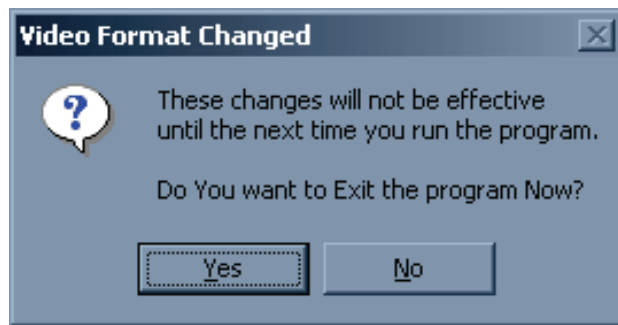 Video Format Changed
These changes will not be effective
until the next time you run the program.
Do You want to Exit the program Now?
Yes
No